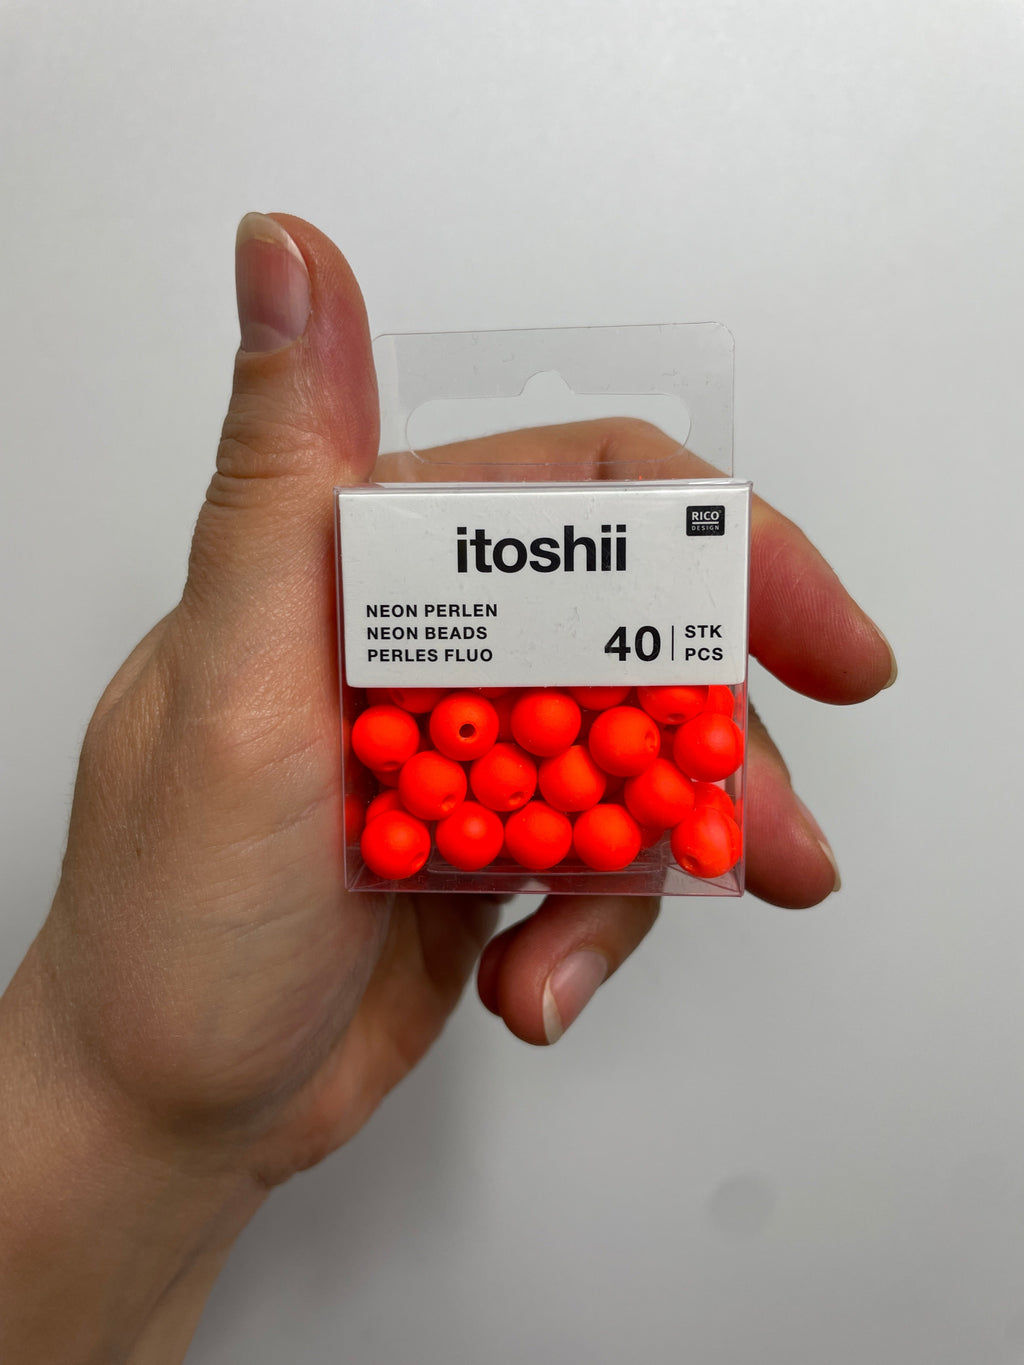 RICO
DESIGN
itoshii
NEON PERLEN
NEON BEADS
PERLES FLUO
40
STK
PCS